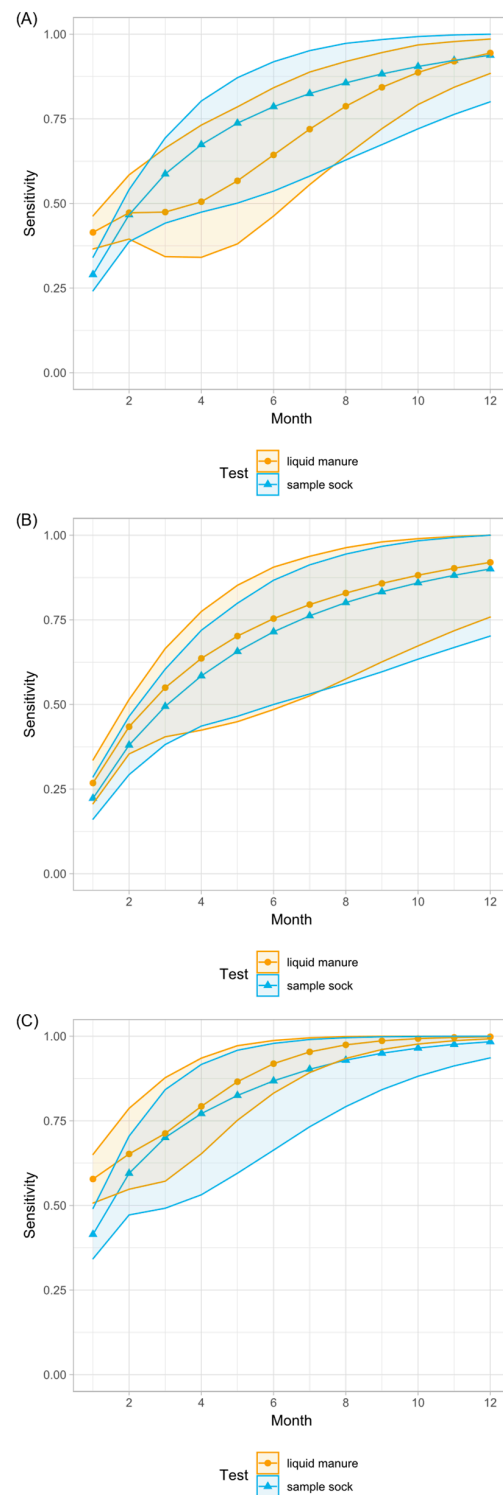 (A)
1.00
0.75
0.50
0.25
0.00
Sensitivity
2 4 6 8 10 12
Month
Test
liquid manure
sample sock
(B)
1.00
0.75
0.50
0.25
0.00
Sensitivity
2 4 6 8 10 12
Month
Test
liquid manure
sample sock
(C)
1.00
0.75
0.50
0.25
0.00
Sensitivity
2 4 6 8 10 12
Month
Test
liquid manure
sample sock